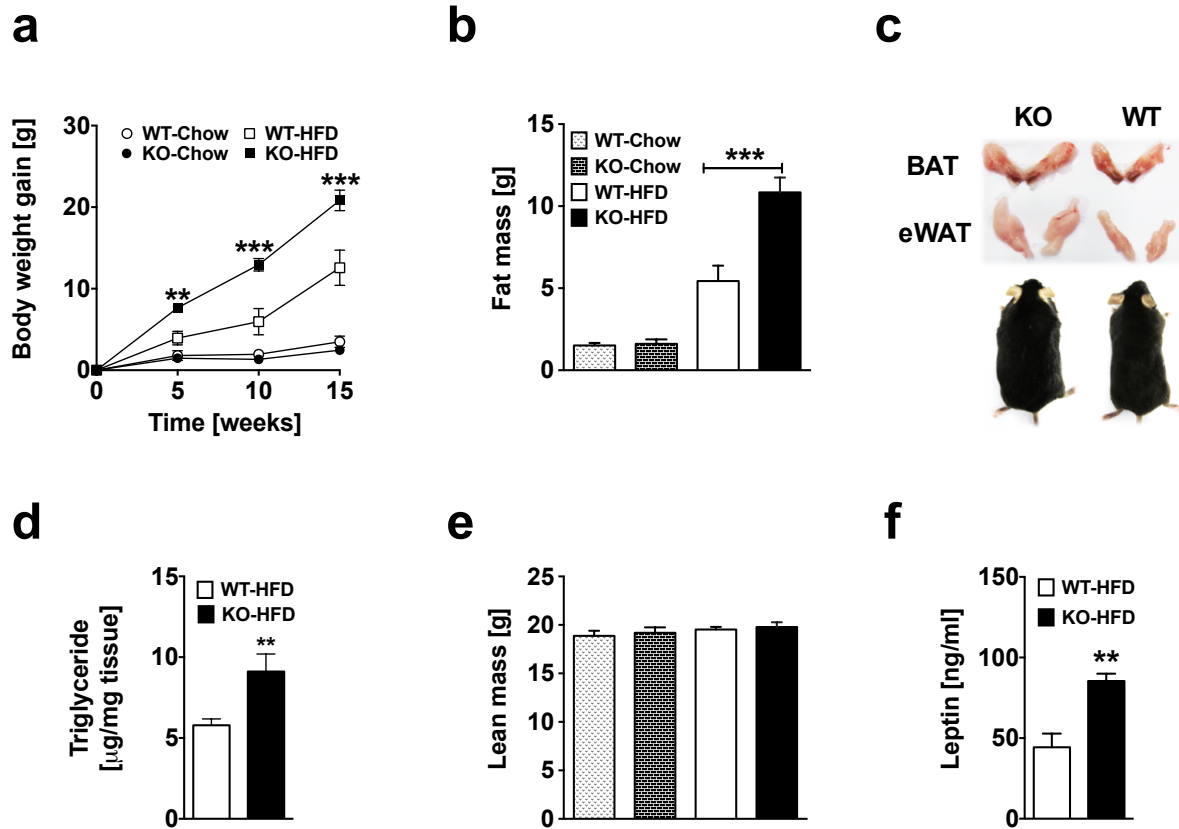 a
b
c
Body weight gain [g]
30
20
10
0
0
5
10
15
Time [weeks]
WT-Chow
WT-HFD
KO-Chow
KO-HFD
**
***
***
Fat mass [g]
15
10
5
0
WT-Chow
KO-Chow
WT-HFD
KO-HFD
***
KO
WT
BAT
eWAT
d
e
f
Triglyceride
[µg/mg tissue]
15
10
5
0
WT-HFD
KO-HFD
**
Lean mass [g]
25
20
15
10
5
0
Leptin [ng/ml]
150
100
50
0
WT-HFD
KO-HFD
**